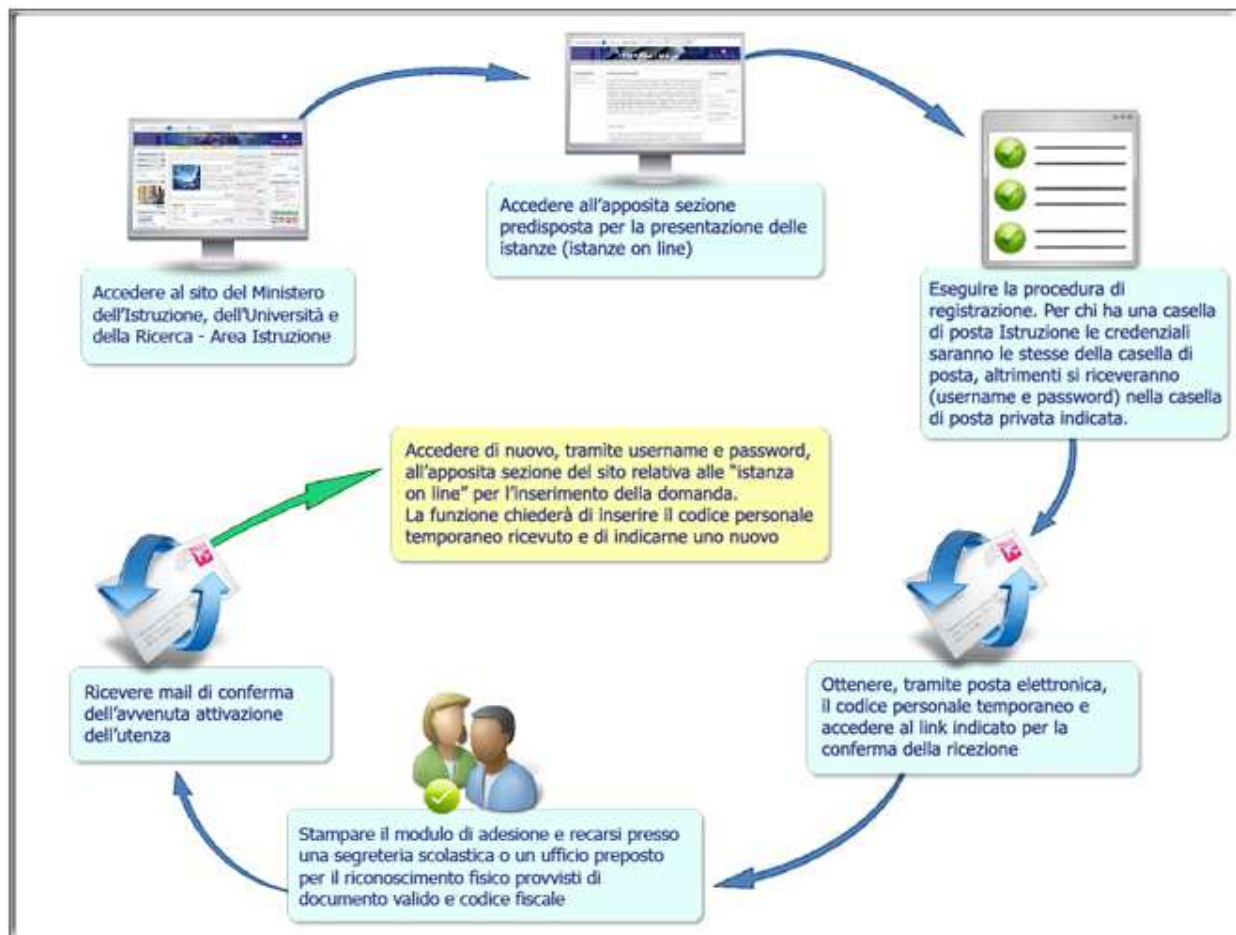 Accedere al sito del Ministero
dell'Istruzione, dell'Università e
della Ricerca - Area Istruzione
Accedere all'apposita sezione
predisposta per la presentazione delle
istanze (istanze on line)
Eseguire la procedura di
registrazione. Per chi ha una casella
di posta Istruzione le credenziali
saranno le stesse della casella di
posta, altrimenti si riceveranno
(username e password) nella casella
di posta privata indicata.
Ottenere, tramite posta elettronica,
il codice personale temporaneo e
accedere al link indicato per la
conferma della ricezione
Stampare il modulo di adesione e recarsi presso
una segreteria scolastica o un ufficio preposto
per il riconoscimento fisico provvisti di
documento valido e codice fiscale
Ricevere mail di conferma
dell'avvenuta attivazione
dell'utenza
Accedere di nuovo, tramite username e password,
all'apposita sezione del sito relativa alle "istanza
on line" per l'inserimento della domanda.
La funzione chiederà di inserire il codice personale
temporaneo ricevuto e di indicarne uno nuovo